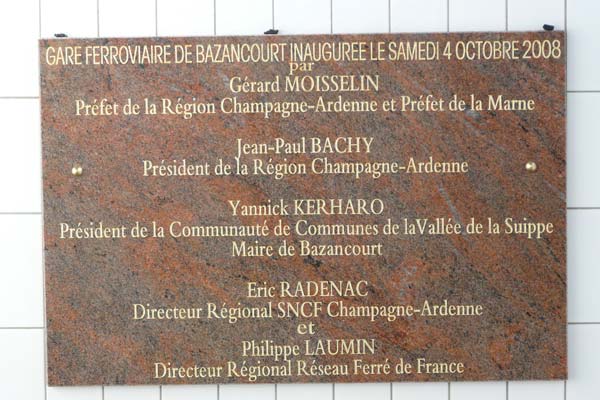 GARE FERROVIAIRE DE BAZANCOURT INAUGUREE LE SAMEDI 4 OCTOBRE 2008
par
Gérard MOISSELIN
Préfet de la Région Champagne-Ardenne et Préfet de la Marne
Jean-Paul BACHY
Président de la Région Champagne-Ardenne
Yannick KERHARO
Président de la Communauté de Communes de laVallée de la Suippe
Maire de Bazancourt
Eric RADENAC
Directeur Régional SNCF Champagne-Ardenne
et
Philippe LAUMIN
Directeur Régional Réseau Ferré de France